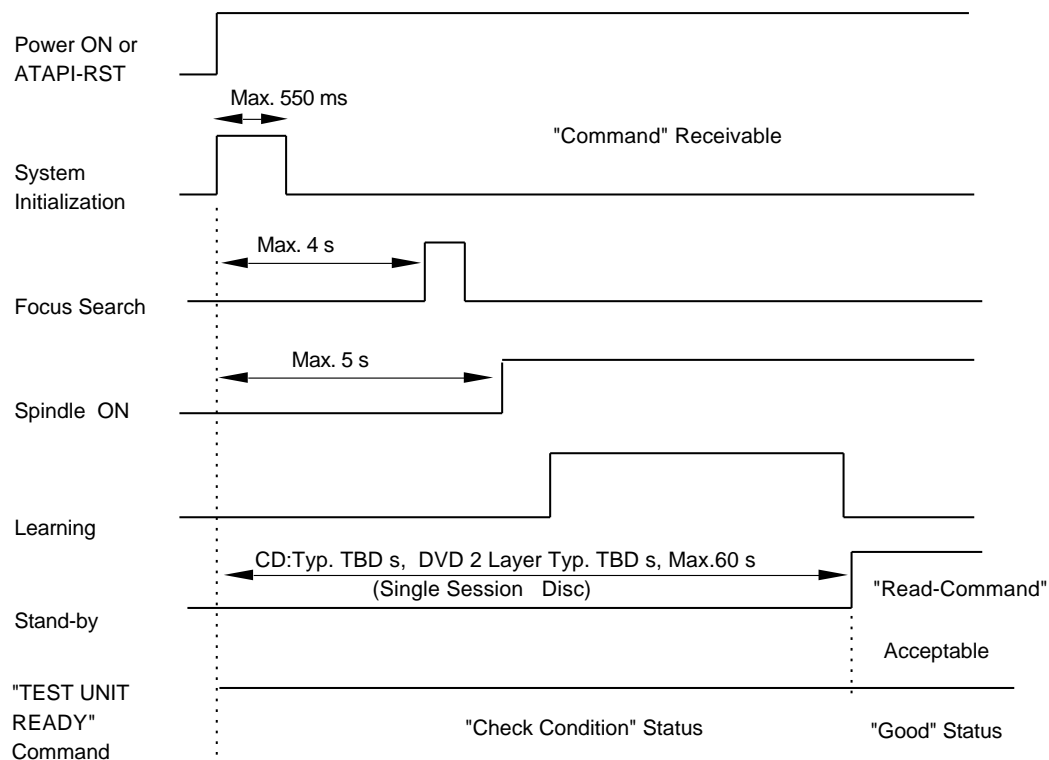 Power ON or
ATAPI-RST
Max. 550 ms
"Command" Receivable
System
Initialization
Max. 4 s
Focus Search
Max. 5 s
Spindle ON
Learning
CD:Typ. TBD s, DVD 2 Layer Typ. TBD s, Max.60 s
(Single Session Disc)
"Read-Command"
Stand-by
Acceptable
"TEST UNIT
READY"
Command
"Check Condition" Status
"Good" Status